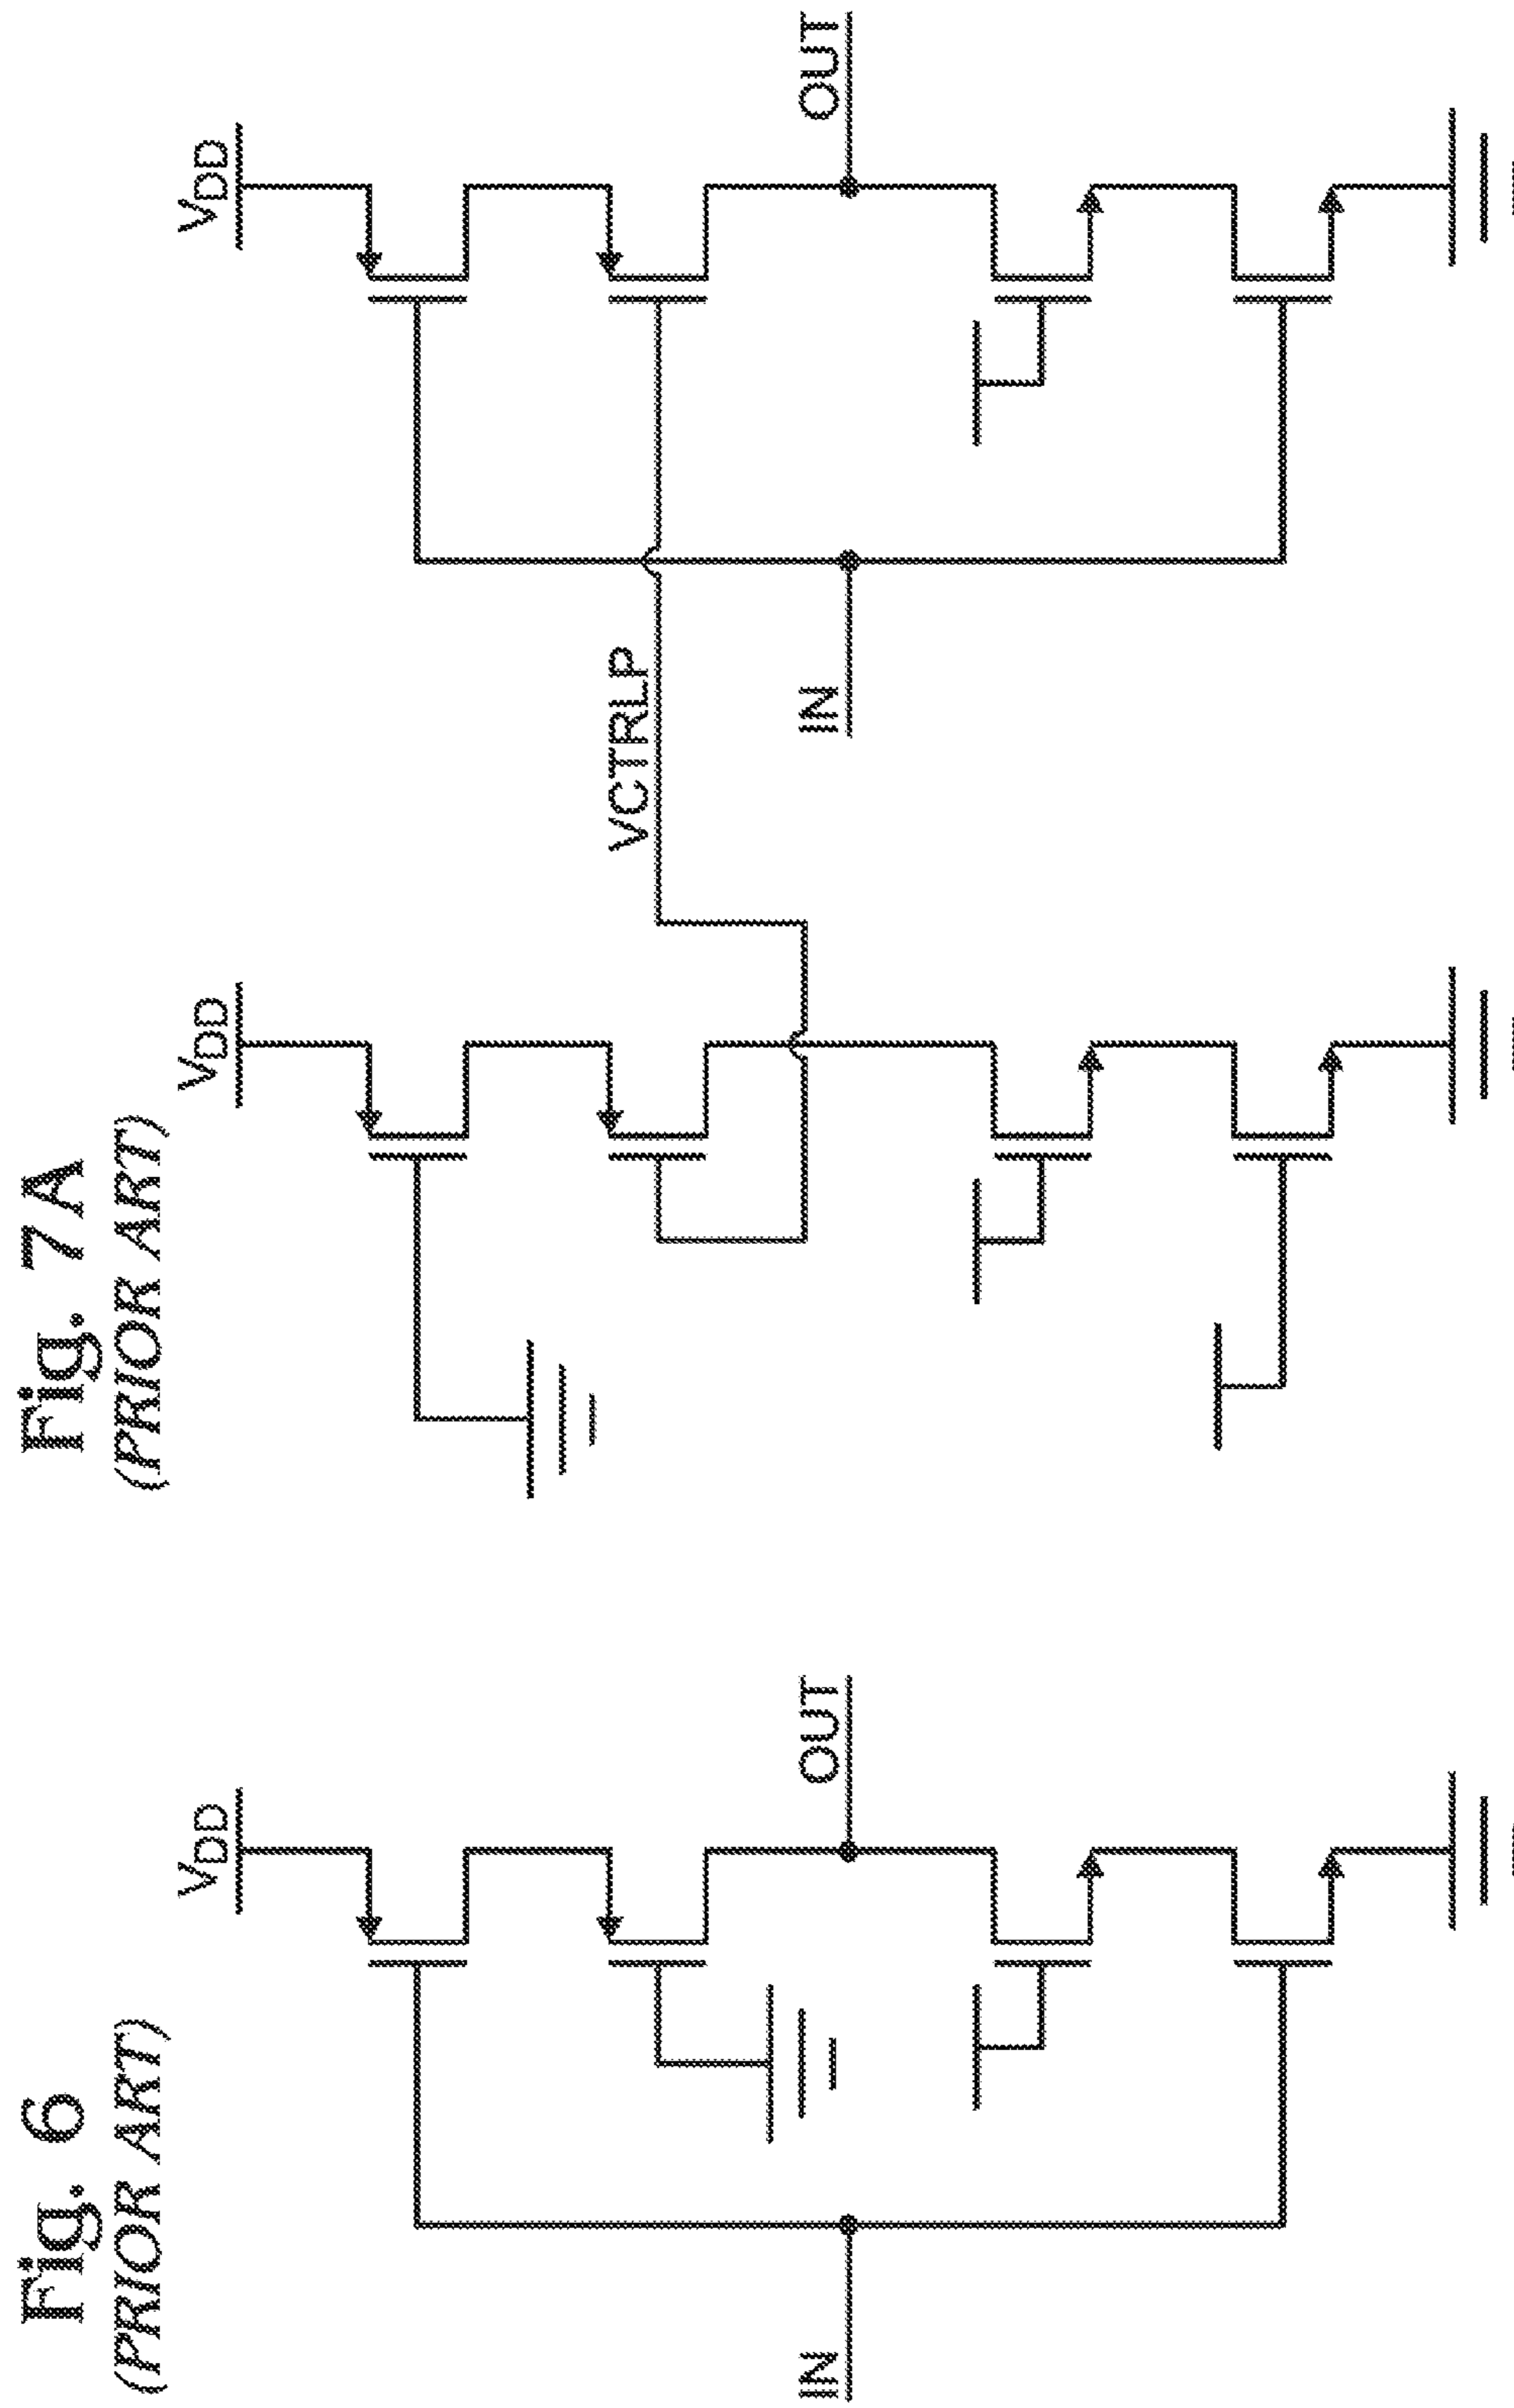 Fig. 6
(PRIOR ART)
VDD
IN
OUT
Fig. 7A
(PRIOR ART)
VDD
VCTRLP
VDD
IN
OUT